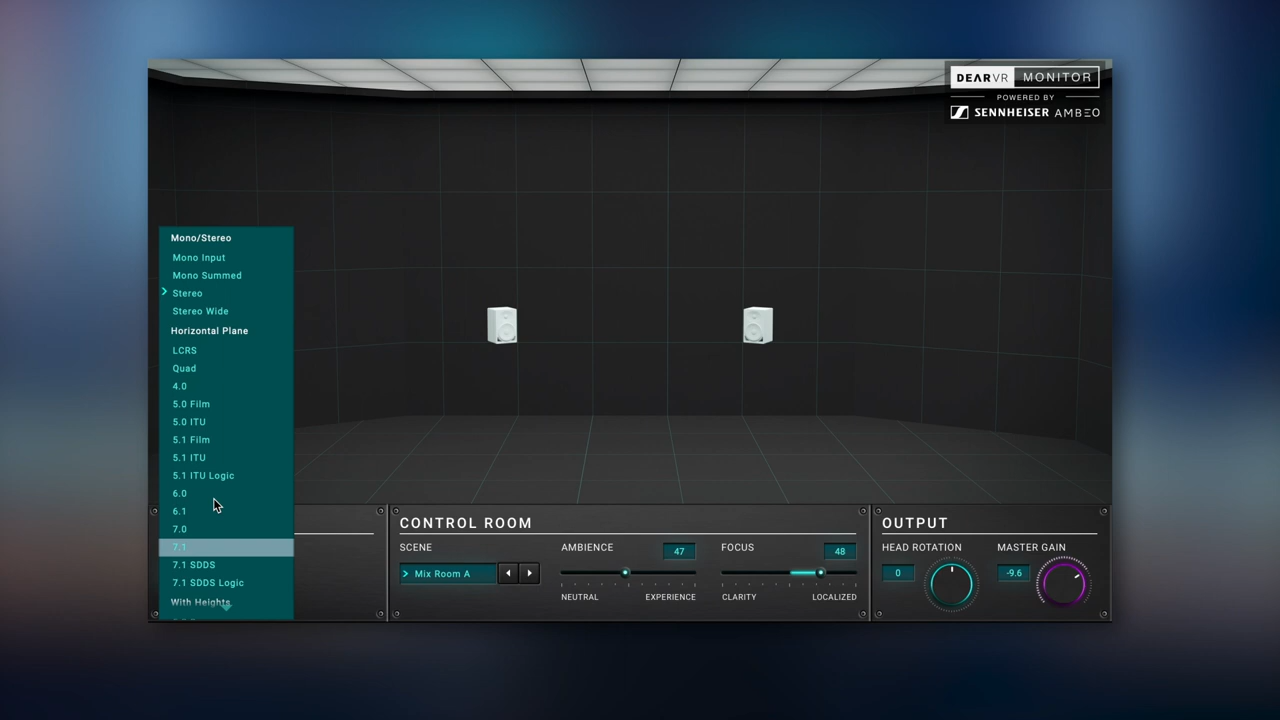 DEARVR MONITOR
POWERED BY
SENNHEISER AMBEO
Mono/Stereo
Mono Input
Mono Summed
Stereo
Stereo Wide
Horizontal Plane
LCRS
Quad
4.0
5.0 Film
5.0 ITU
5.1 Film
5.1 ITU
5.1 ITU Logic
6.0
6.1
7.0
7.1
7.1 SDDS
7.1 SDDS Logic
With Heights
CONTROL ROOM
SCENE
Mix Room A
AMBIENCE
47
NEUTRAL
EXPERIENCE
FOCUS
48
CLARITY
LOCALIZED
OUTPUT
HEAD ROTATION
0
MASTER GAIN
-9.6